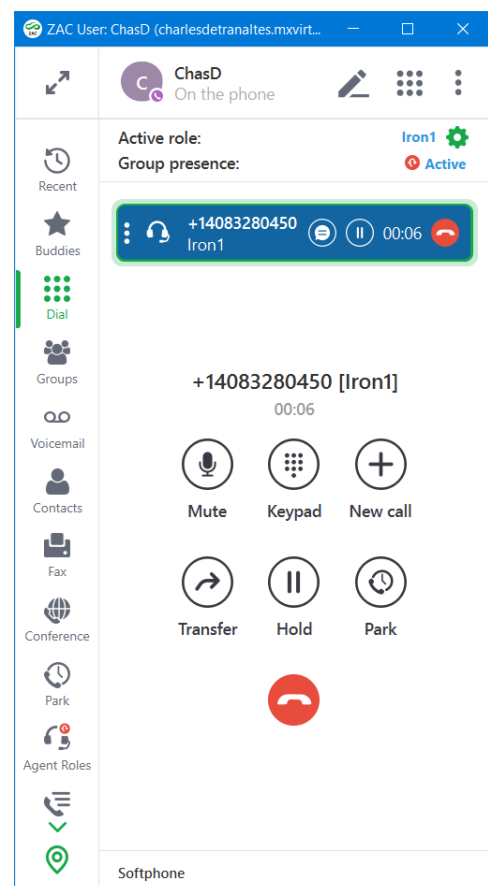 ZAC User: ChasD (charlesdetranaltes.mxvirt...
C
ChasD
On the phone
Active role:
Iron1
Group presence:
Active
Recent
Buddies
Dial
Groups
Voicemail
Contacts
Fax
Conference
Park
Agent Roles
+14083280450
Iron1
00:06
+14083280450 [Iron1]
00:06
Mute
Keypad
New call
Transfer
Hold
Park
Softphone